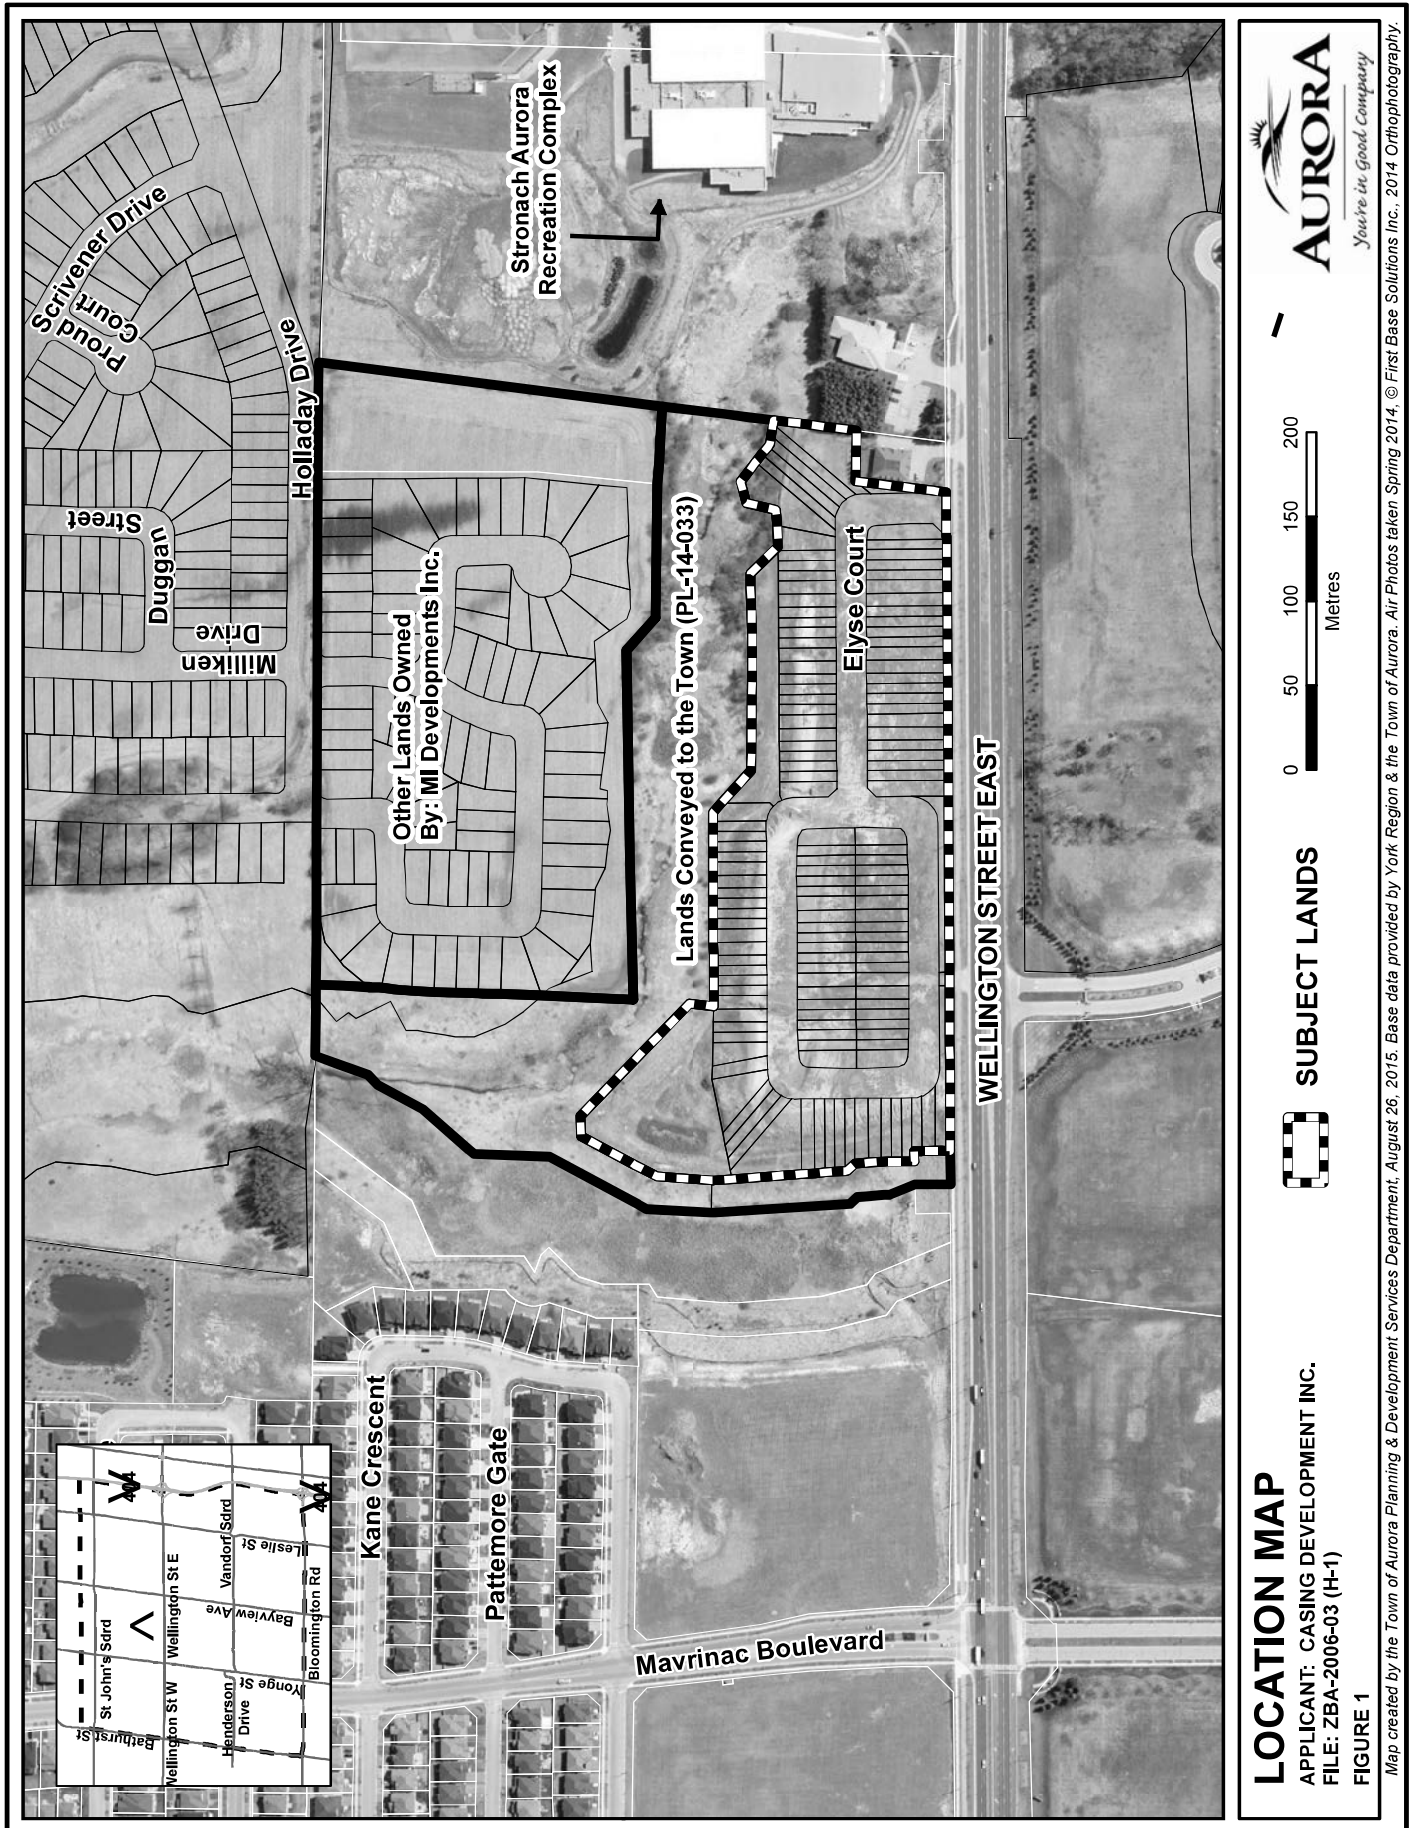 Scrivener Drive
Proud
Court
Holladay Drive
Street
Duggan
Milliken
Drive
Stronach Aurora
Recreation Complex
Other Lands Owned
By: MI Developments Inc.
Lands Conveyed to the Town (PL-14-033)
Elyse Court
WELLINGTON STREET EAST
Kane Crescent
Pattemore Gate
Mavrinac Boulevard
St John's Sdrd
Bathurst St
Wellington St W
Wellington St E
Henderson
Drive
Yonge St
Bayview Ave
Vandorf Sdrd
Leslie St
Bloomington Rd
404
404
LOCATION MAP
APPLICANT: CASING DEVELOPMENT INC.
FILE: ZBA-2006-03 (H-1)
FIGURE 1
SUBJECT LANDS
0 50 100 150 200
Metres
AURORA
You're in Good Company
Map created by the Town of Aurora Planning & Development Services Department, August 26, 2015. Base data provided by York Region & the Town of Aurora. Air Photos taken Spring 2014, © First Base Solutions Inc., 2014 Orthophotography.